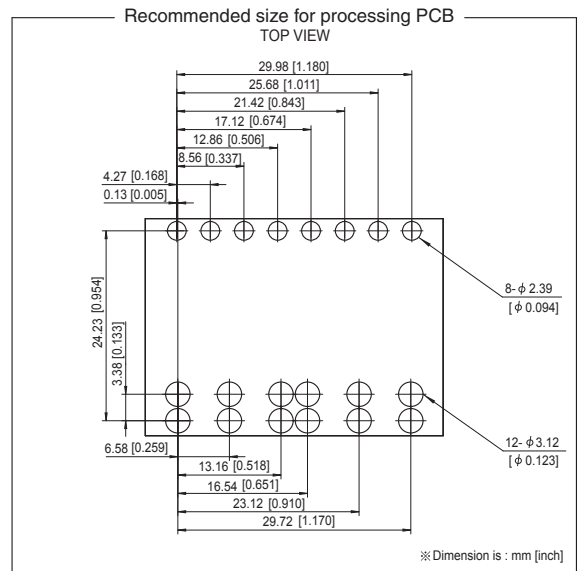 Recommended size for processing PCB
TOP VIEW
29.98 [1.180]
25.68 [1.011]
21.42 [0.843]
17.12 [0.674]
12.86 [0.506]
8.56 [0.337]
4.27 [0.168]
0.13 [0.005]
24.23 [0.954]
3.38 [0.133]
8-ϕ 2.39
[ϕ 0.094]
12-ϕ3.12
[ϕ 0.123]
6.58 [0.259]
13.16 [0.518]
16.54 [0.651]
23.12 [0.910]
29.72 [1.170]
※Dimension is : mm [inch]